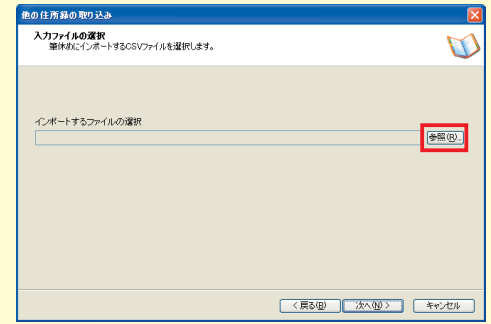 他の住所録の取り込み
入力ファイルの選択
筆休めにインポートするCSVファイルを選択します。
インポートするファイルの選択
参照(R)...
< 戻る(B)
次へ(N) >
キャンセル